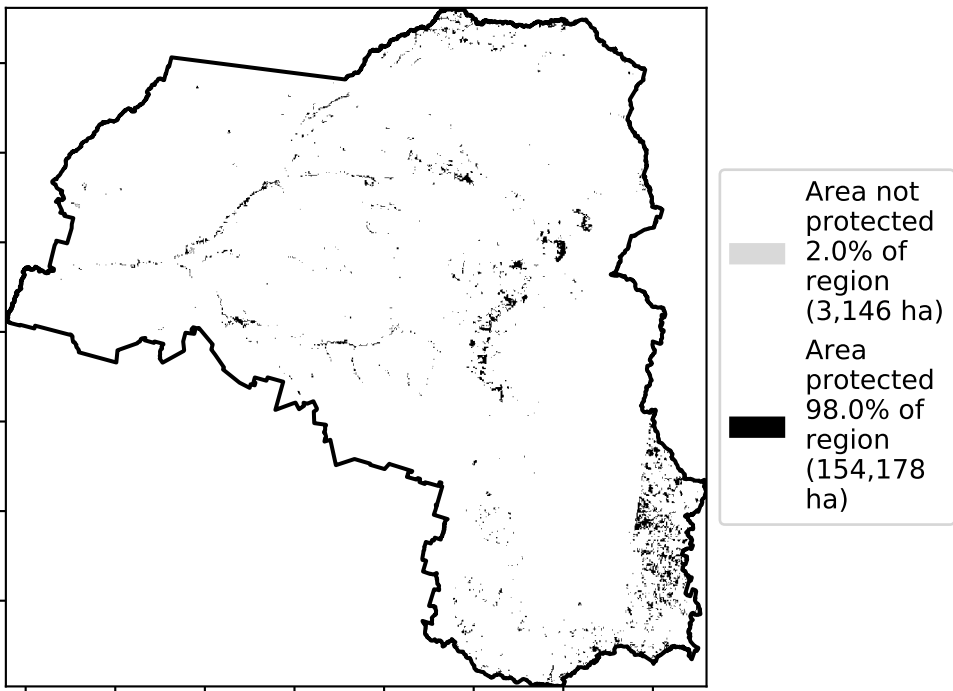 Area not
protected
2.0% of
region
(3,146 ha)
Area
protected
98.0% of
region
(154,178
ha)